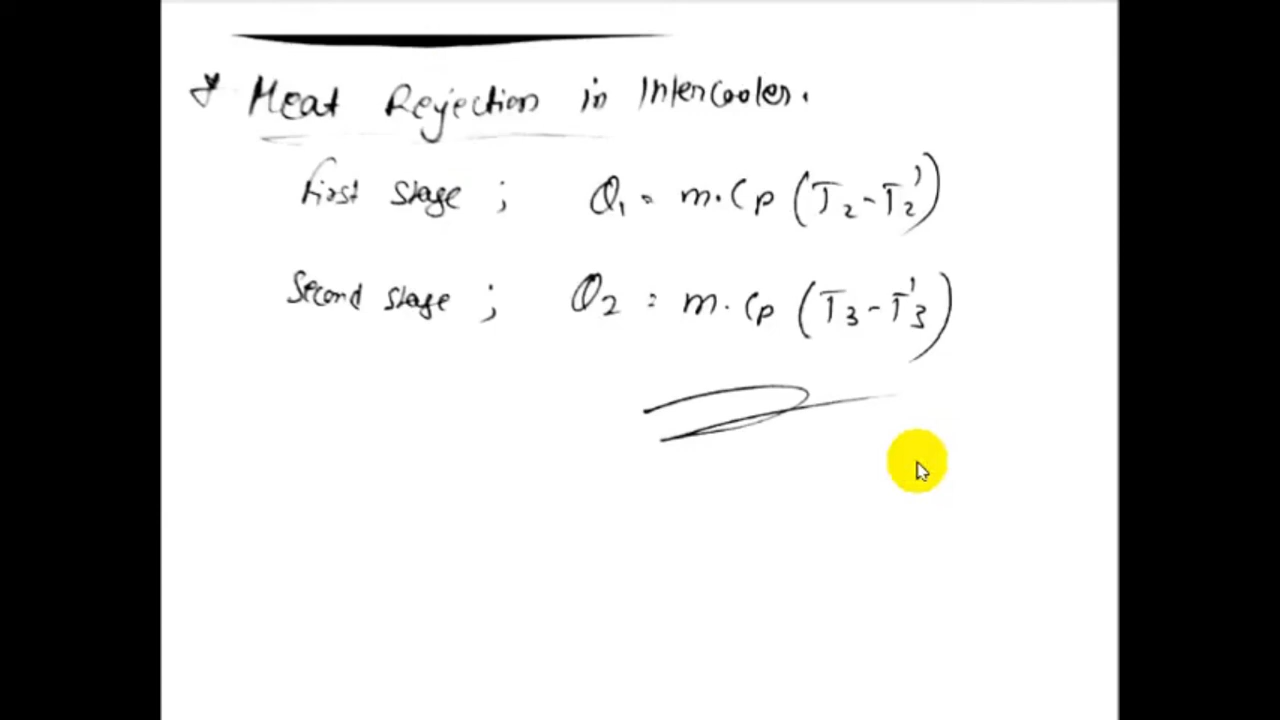 * Heat Rejection in Intercooler.
First stage ; Q₁ = m·Cp (T₂-T₂')
Second stage ; Q₂ = m·Cp (T₃-T₃')